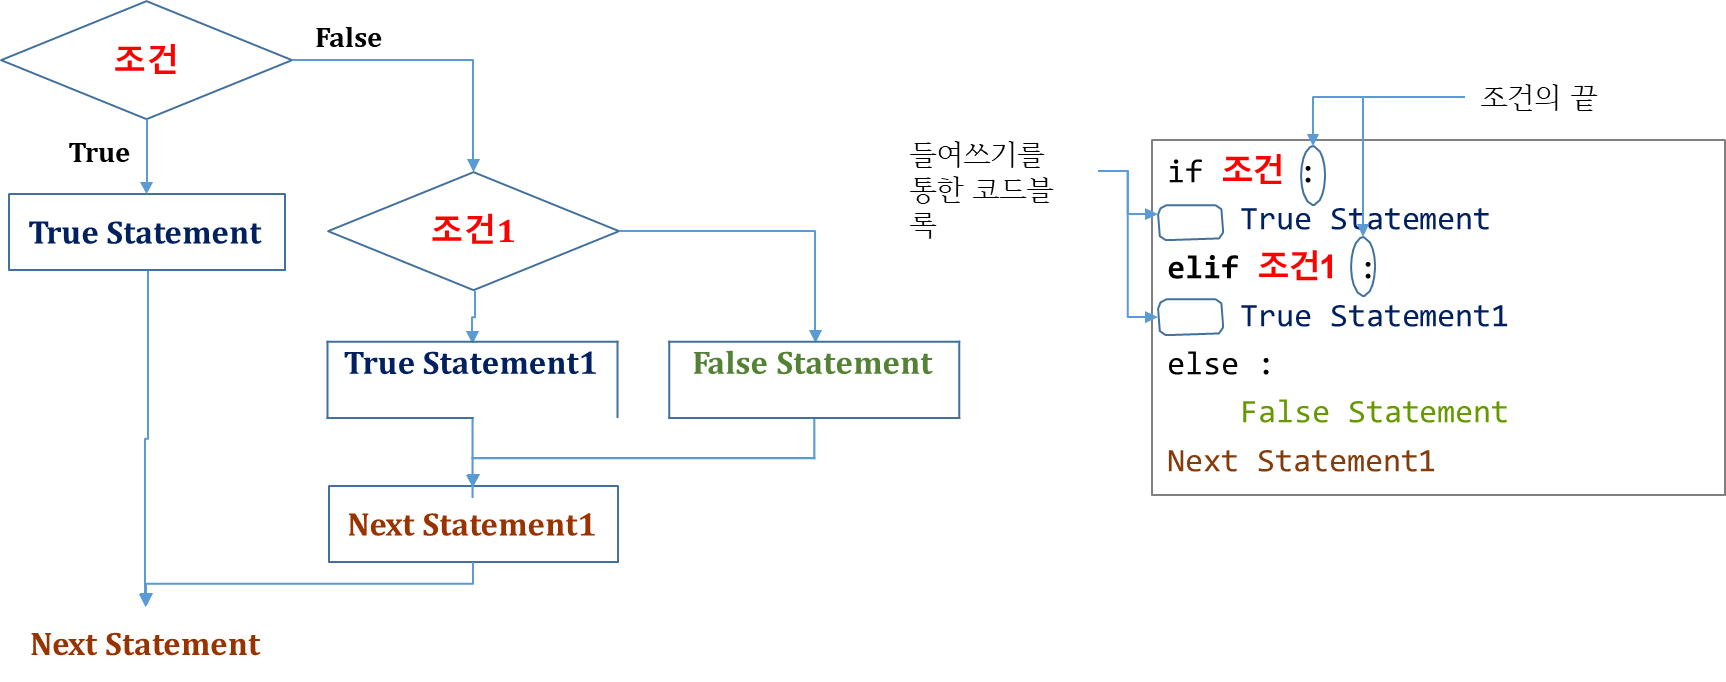 조건
False
True
True Statement
조건1
True Statement1
False Statement
Next Statement1
Next Statement
들여쓰기를
통한 코드블
록
조건의 끝
if 조건 :
True Statement
elif 조건1 :
True Statement1
else :
False Statement
Next Statement1